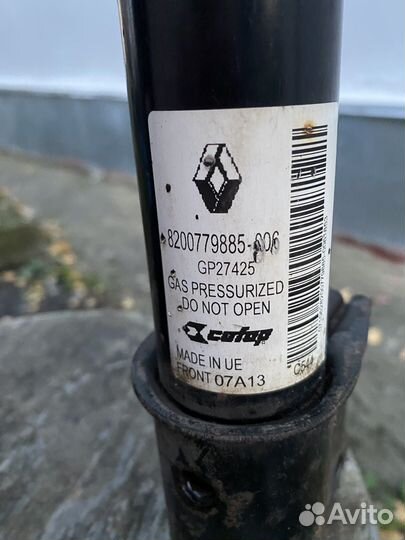 8200779885-006
GP27425
GAS PRESSURIZED
DO NOT OPEN
cofap
MADE IN UE
FRONT 07A13
Avito